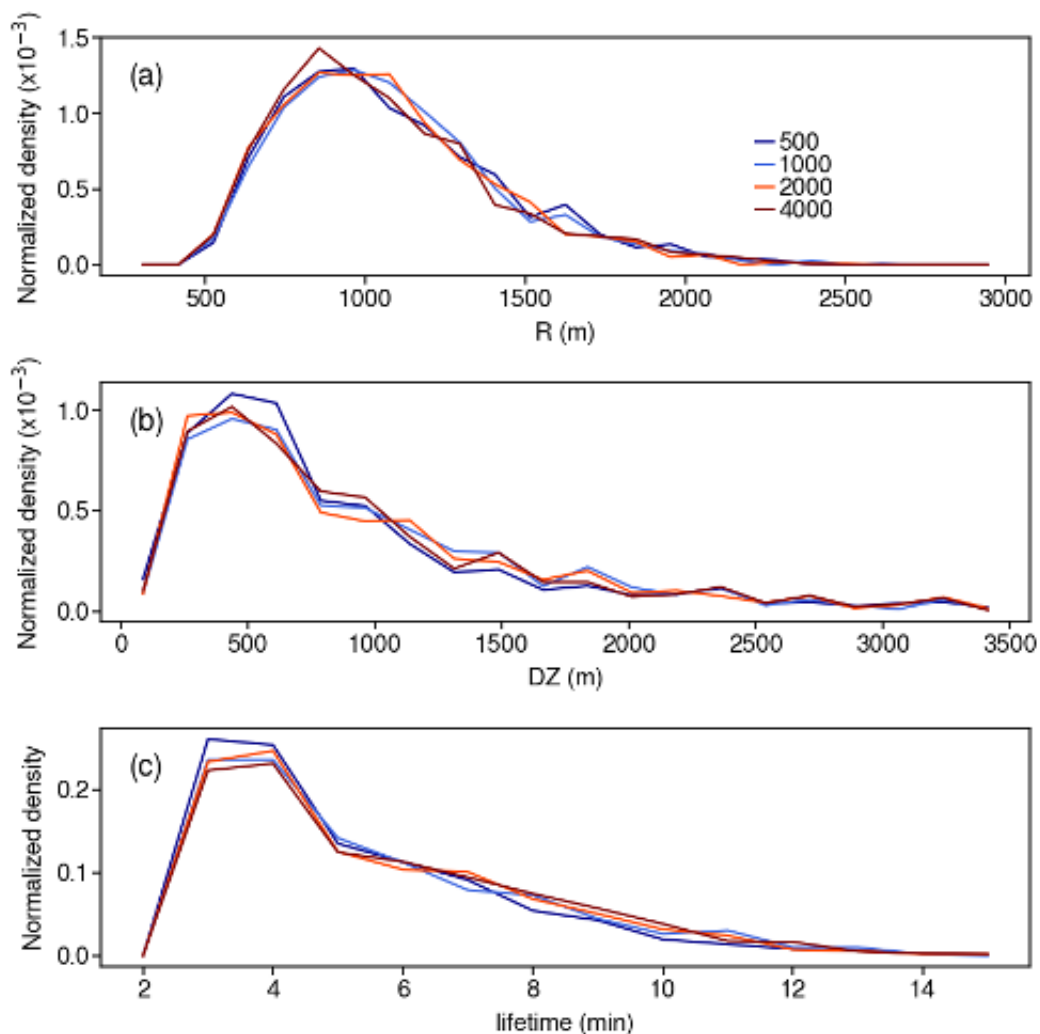 Normalized density (x10⁻³)
1.5
1.0
0.5
0.0
(a)
500
1000
2000
4000
500 1000 1500 2000 2500 3000
R (m)
Normalized density (x10⁻³)
1.0
0.5
0.0
(b)
0 500 1000 1500 2000 2500 3000 3500
DZ (m)
Normalized density
0.2
0.1
0.0
(c)
2 4 6 8 10 12 14
lifetime (min)